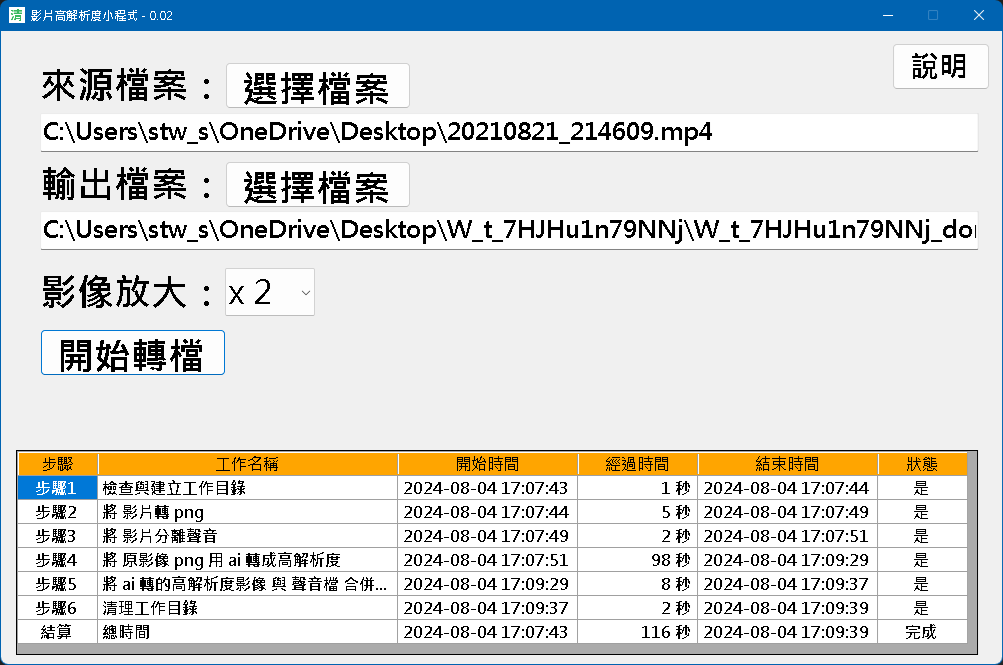 清 影片高解析度小程式 - 0.02
說明
來源檔案： 選擇檔案
C:\Users\stw_s\OneDrive\Desktop\20210821_214609.mp4
輸出檔案： 選擇檔案
C:\Users\stw_s\OneDrive\Desktop\W_t_7HJHu1n79NNj\W_t_7HJHu1n79NNj_do
影像放大： x 2
開始轉檔
步驟 工作名稱 開始時間 經過時間 結束時間 狀態
步驟1 檢查與建立工作目錄 2024-08-04 17:07:43 1 秒 2024-08-04 17:07:44 是
步驟2 將 影片轉 png 2024-08-04 17:07:44 5 秒 2024-08-04 17:07:49 是
步驟3 將 影片分離聲音 2024-08-04 17:07:49 2 秒 2024-08-04 17:07:51 是
步驟4 將 原影像 png 用 ai 轉成高解析度 2024-08-04 17:07:51 98 秒 2024-08-04 17:09:29 是
步驟5 將 ai 轉的高解析度影像 與 聲音檔 合併... 2024-08-04 17:09:29 8 秒 2024-08-04 17:09:37 是
步驟6 清理工作目錄 2024-08-04 17:09:37 2 秒 2024-08-04 17:09:39 是
結算 總時間 2024-08-04 17:07:43 116 秒 2024-08-04 17:09:39 完成